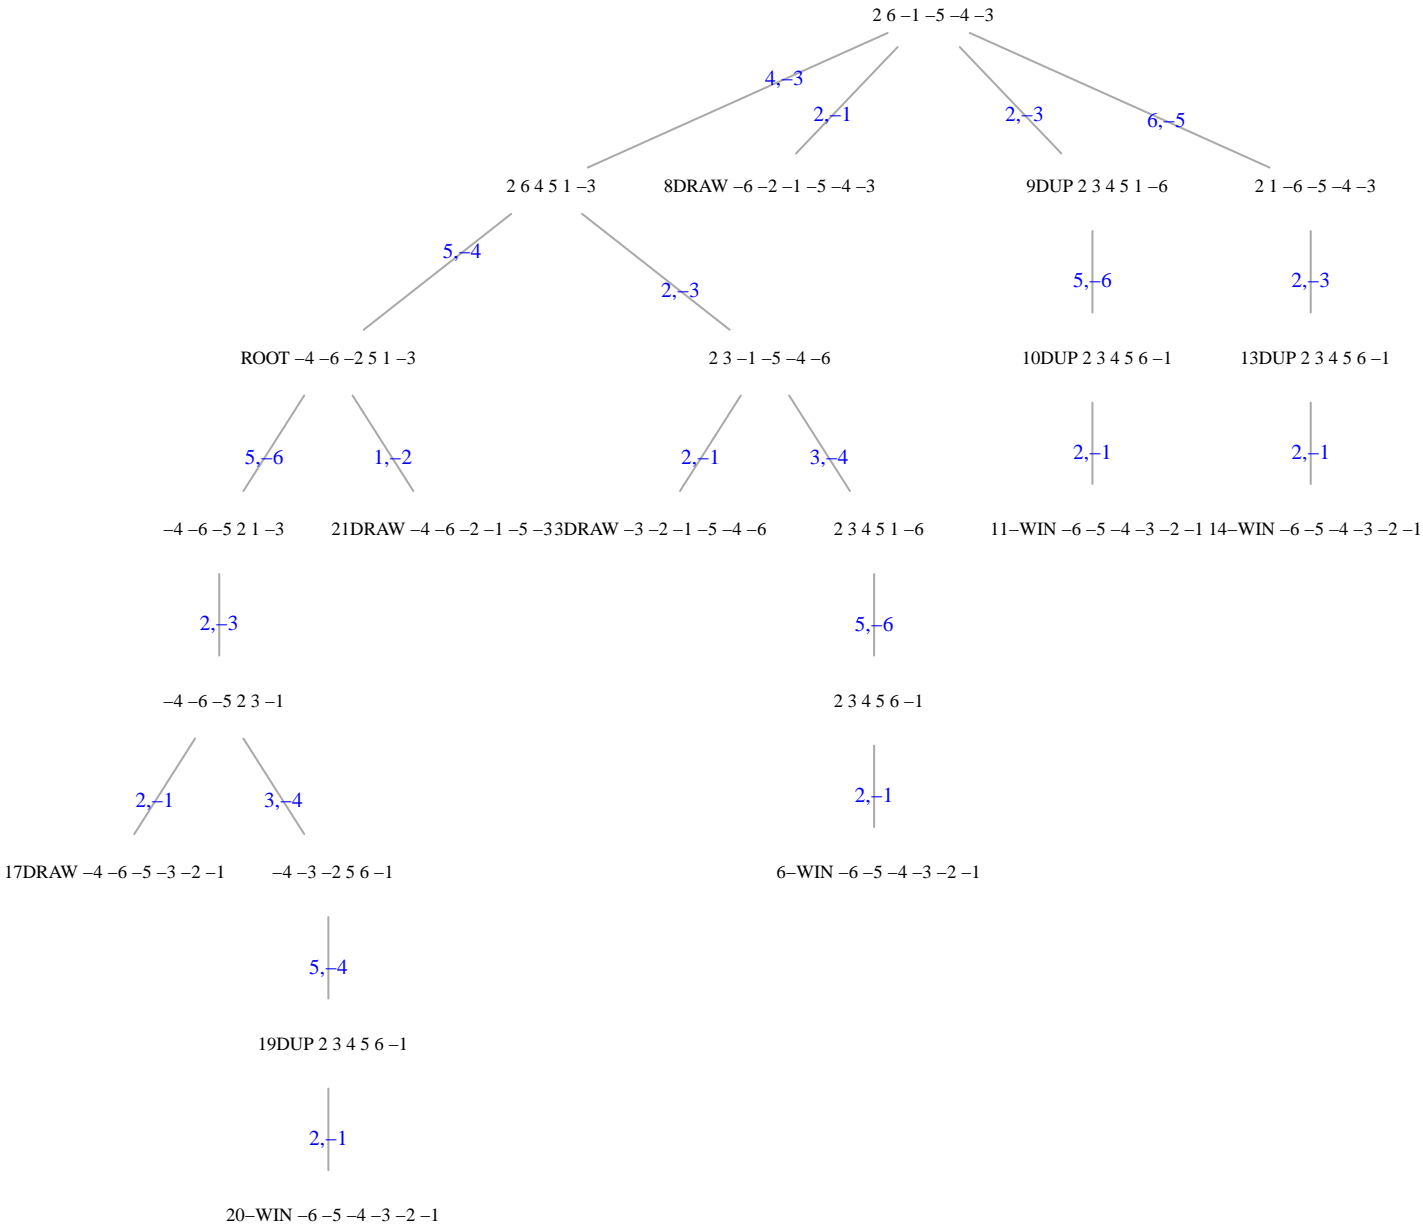 2 6 –1 –5 –4 –3
4,–3
2,–1
2,–3
6,–5
2 6 4 5 1 –3
8DRAW –6 –2 –1 –5 –4 –3
9DUP 2 3 4 5 1 –6
2 1 –6 –5 –4 –3
5,–4
2,–3
5,–6
2,–3
ROOT –4 –6 –2 5 1 –3
2 3 –1 –5 –4 –6
10DUP 2 3 4 5 6 –1
13DUP 2 3 4 5 6 –1
5,–6
1,–2
2,–1
3,–4
2,–1
2,–1
–4 –6 –5 2 1 –3
21DRAW –4 –6 –2 –1 –5 –3
3DRAW –3 –2 –1 –5 –4 –6
2 3 4 5 1 –6
11–WIN –6 –5 –4 –3 –2 –1
14–WIN –6 –5 –4 –3 –2 –1
2,–3
5,–6
–4 –6 –5 2 3 –1
2 3 4 5 6 –1
2,–1
3,–4
2,–1
17DRAW –4 –6 –5 –3 –2 –1
–4 –3 –2 5 6 –1
6–WIN –6 –5 –4 –3 –2 –1
5,–4
19DUP 2 3 4 5 6 –1
2,–1
20–WIN –6 –5 –4 –3 –2 –1